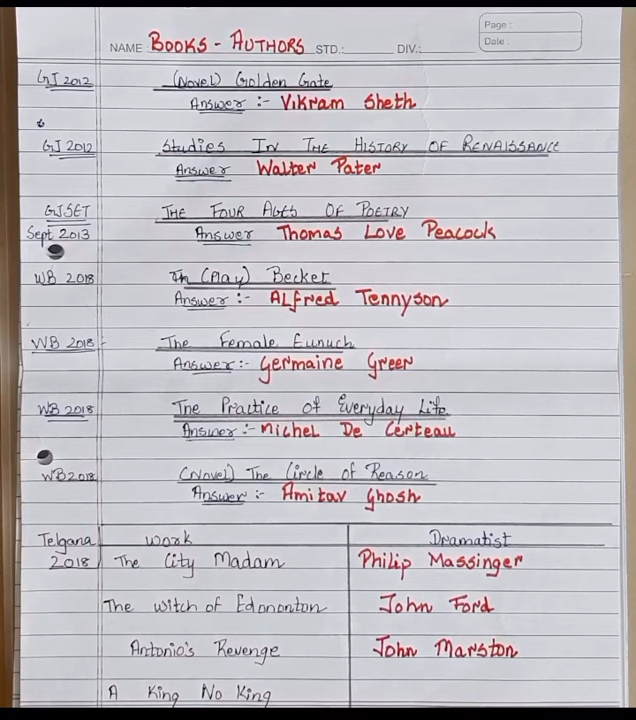 Page :
Date :
NAME : BOOKS - AUTHORS STD.: DIV.:
GJ 2012 (Novel) Golden Gate
Answer :- Vikram Sheth
GJ 2012 Studies In The History of Renaissance
Answer Walter Pater
GJSET The Four Ages Of Poetry
Sept 2013 Answer Thomas Love Peacock
WB 2018 (Play) Becket
Answer :- Alfred Tennyson
WB 2018 - The Female Eunuch
Answer :- Germaine Greer
WB 2018 The Practice of Everyday Life
Answer :- Michel De Certeau
WB 2018 (Novel) The Circle of Reason
Answer :- Amitav Ghosh
Telgana Work Dramatist
2018 The City Madam Philip Massinger
The Witch of Edmonton John Ford
Antonio's Revenge John Marston
A King No King